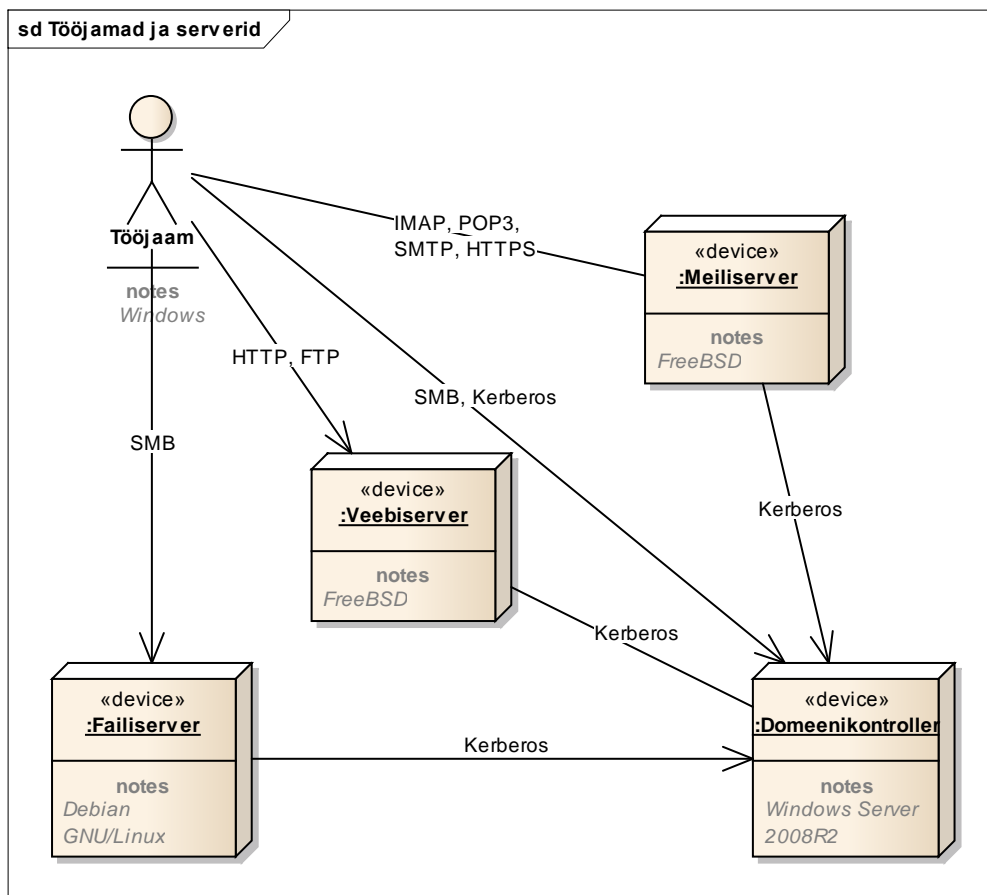 sd Tööjamad ja serverid
Tööjaam
notes
Windows
IMAP, POP3,
SMTP, HTTPS
«device»
:Meiliserver
notes
FreeBSD
HTTP, FTP
SMB, Kerberos
SMB
Kerberos
«device»
:Veebiserver
notes
FreeBSD
Kerberos
«device»
:Failiserver
notes
Debian
GNU/Linux
Kerberos
«device»
:Domeenikontroller
notes
Windows Server
2008R2